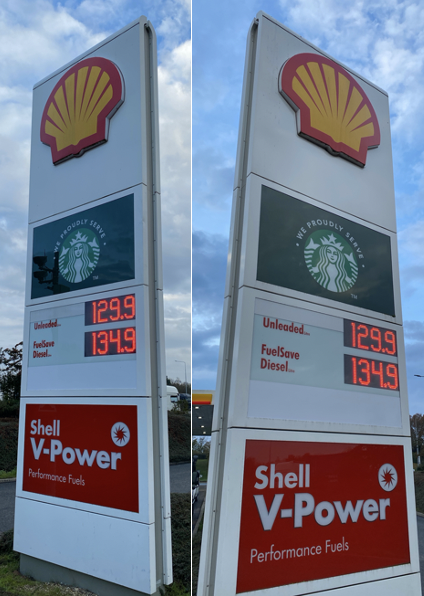 WE PROUDLY SERVE
129.9
Unleaded
134.9
FuelSave
Diesel
Shell
V-Power
Performance Fuels
WE PROUDLY SERVE
Unleaded
129.9
FuelSave
Diesel
134.9
Shell
V-Power
Performance Fuels